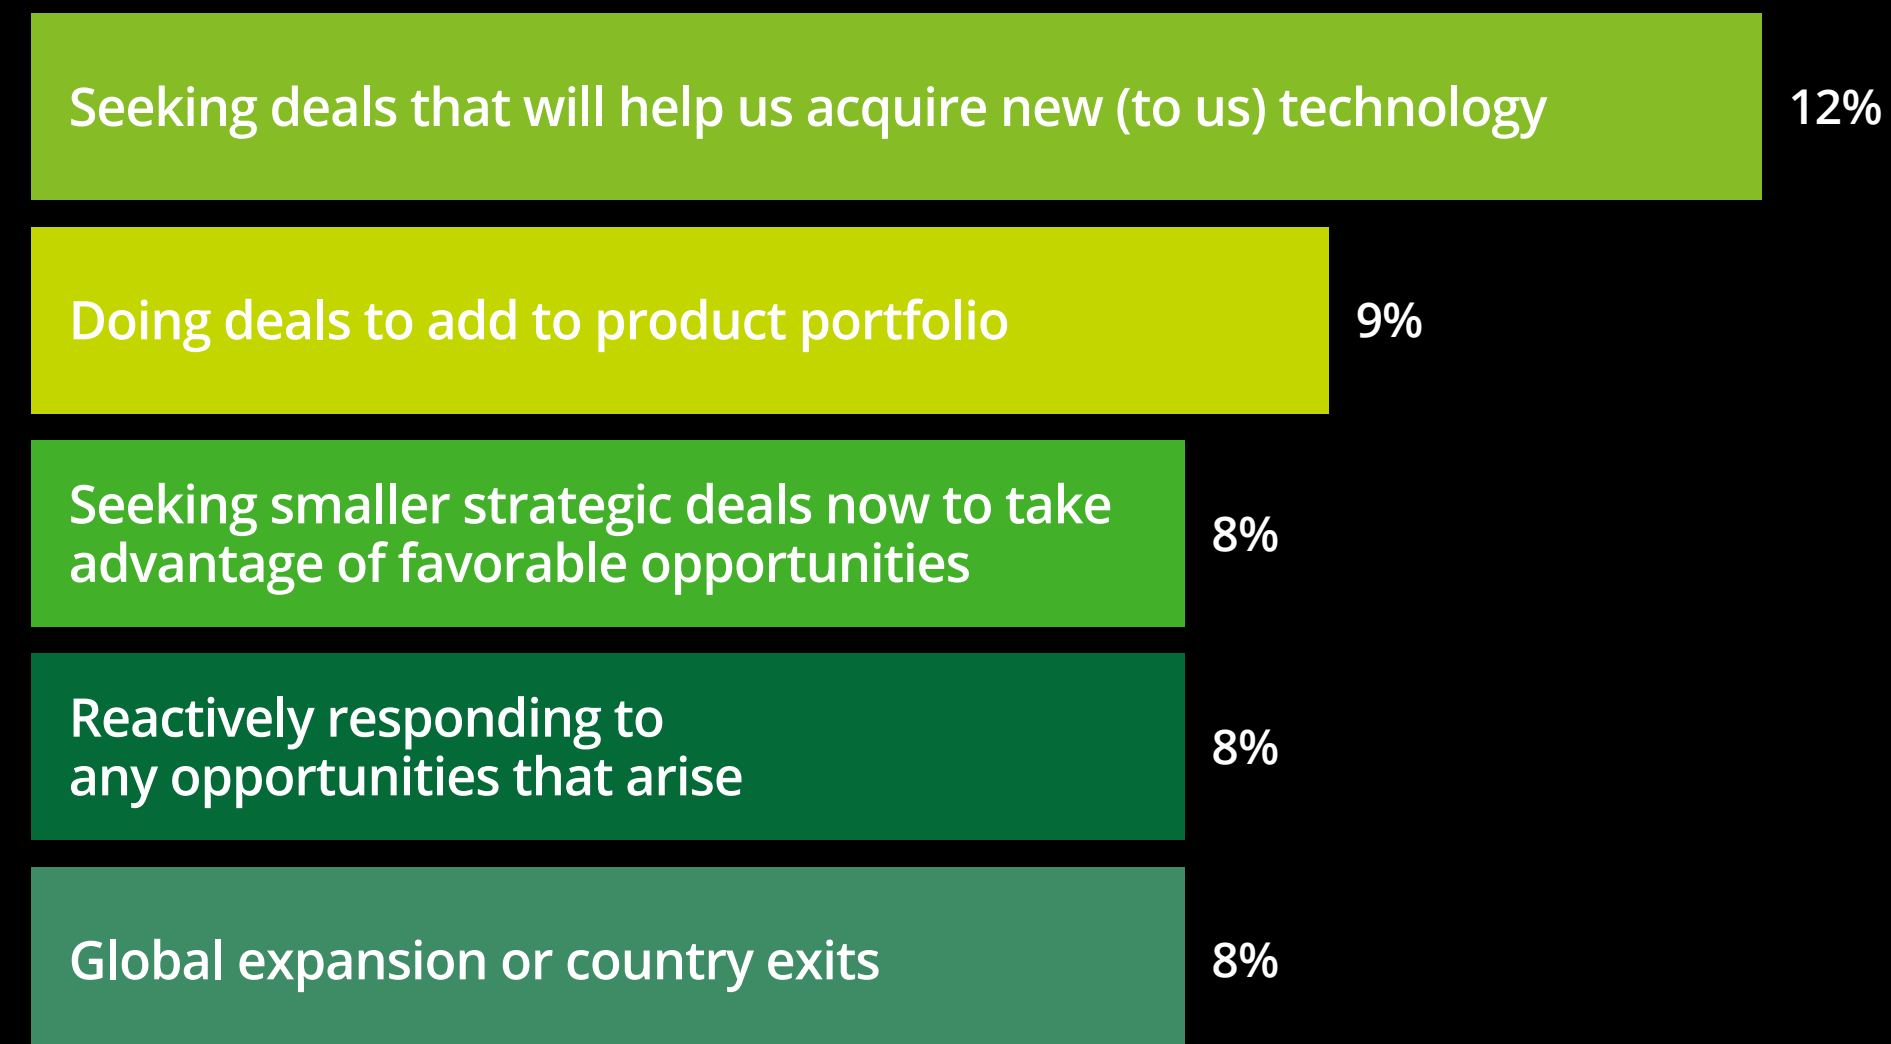 Seeking deals that will help us acquire new (to us) technology
12%
Doing deals to add to product portfolio
9%
Seeking smaller strategic deals now to take
advantage of favorable opportunities
8%
Reactively responding to
any opportunities that arise
8%
Global expansion or country exits
8%